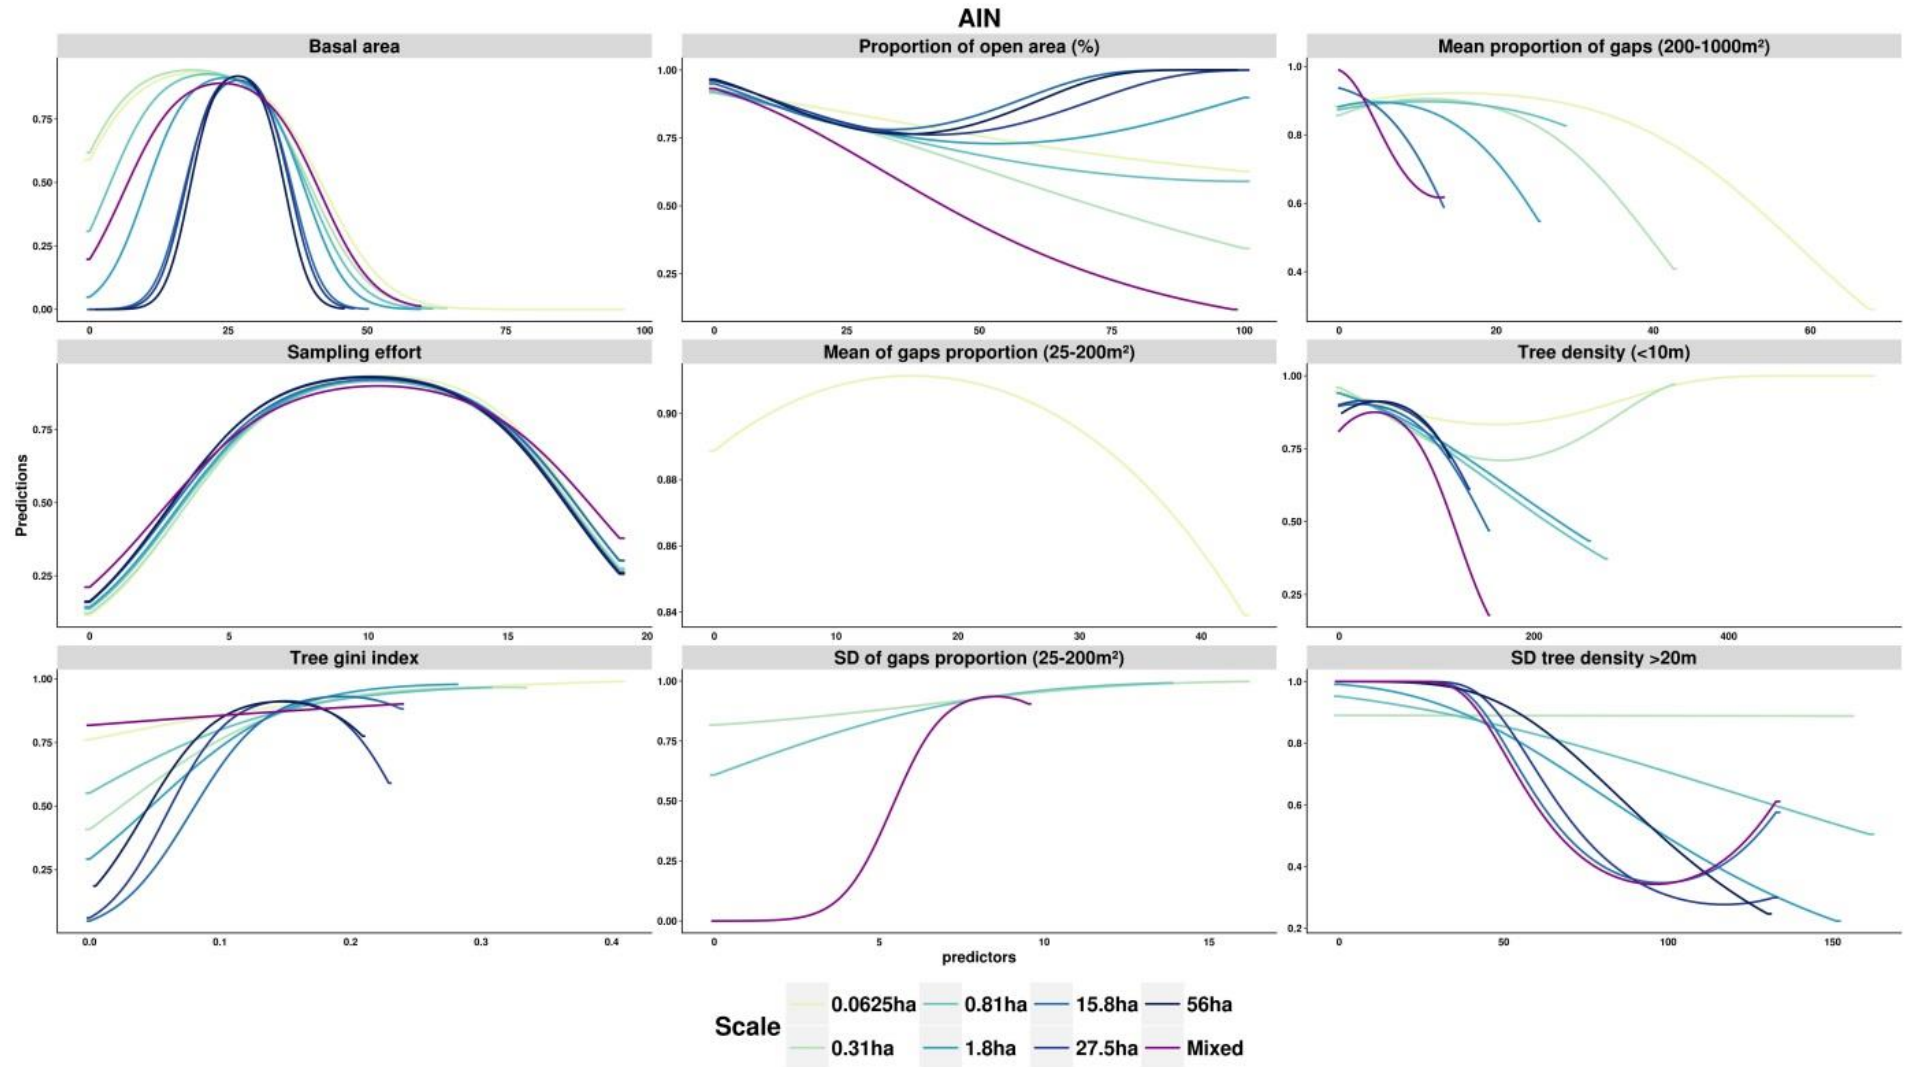 AIN
Basal area
Proportion of open area (%)
Mean proportion of gaps (200-1000m²)
0.75
0.50
0.25
0.00
0 25 50 75 100
1.00
0.75
0.50
0.25
0 25 50 75 100
1.0
0.8
0.6
0.4
0 20 40 60
Sampling effort
Mean of gaps proportion (25-200m²)
Tree density (<10m)
Predictions
0.75
0.50
0.25
0 5 10 15 20
0.90
0.88
0.86
0.84
0 10 20 30 40
1.00
0.75
0.50
0.25
0 200 400
Tree gini index
SD of gaps proportion (25-200m²)
SD tree density >20m
1.00
0.75
0.50
0.25
0.0 0.1 0.2 0.3 0.4
1.00
0.75
0.50
0.25
0.00
0 5 10 15
1.0
0.8
0.6
0.4
0.2
0 50 100 150
predictors
Scale
0.0625ha 0.81ha 15.8ha 56ha
0.31ha 1.8ha 27.5ha Mixed